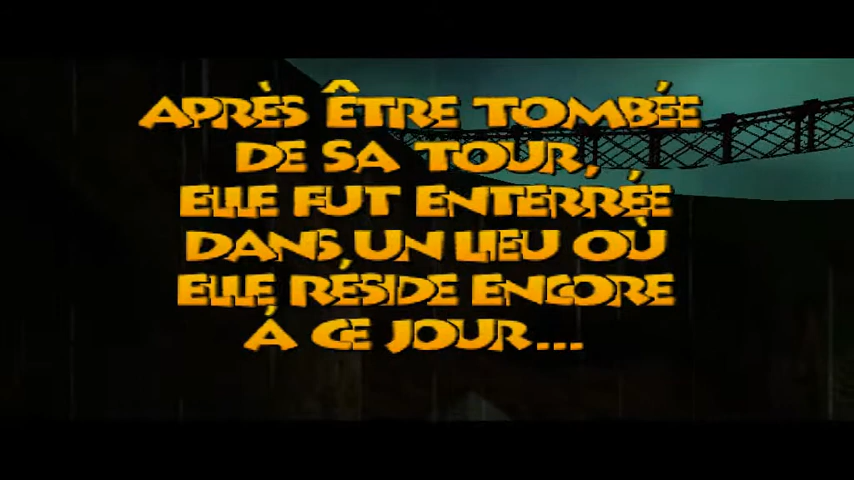 APRÈS ÊTRE TOMBÉE
DE SA TOUR,
ELLE FUT ENTERRÉE
DANS UN LIEU OÙ
ELLE RÉSIDE ENCORE
Á CE JOUR...